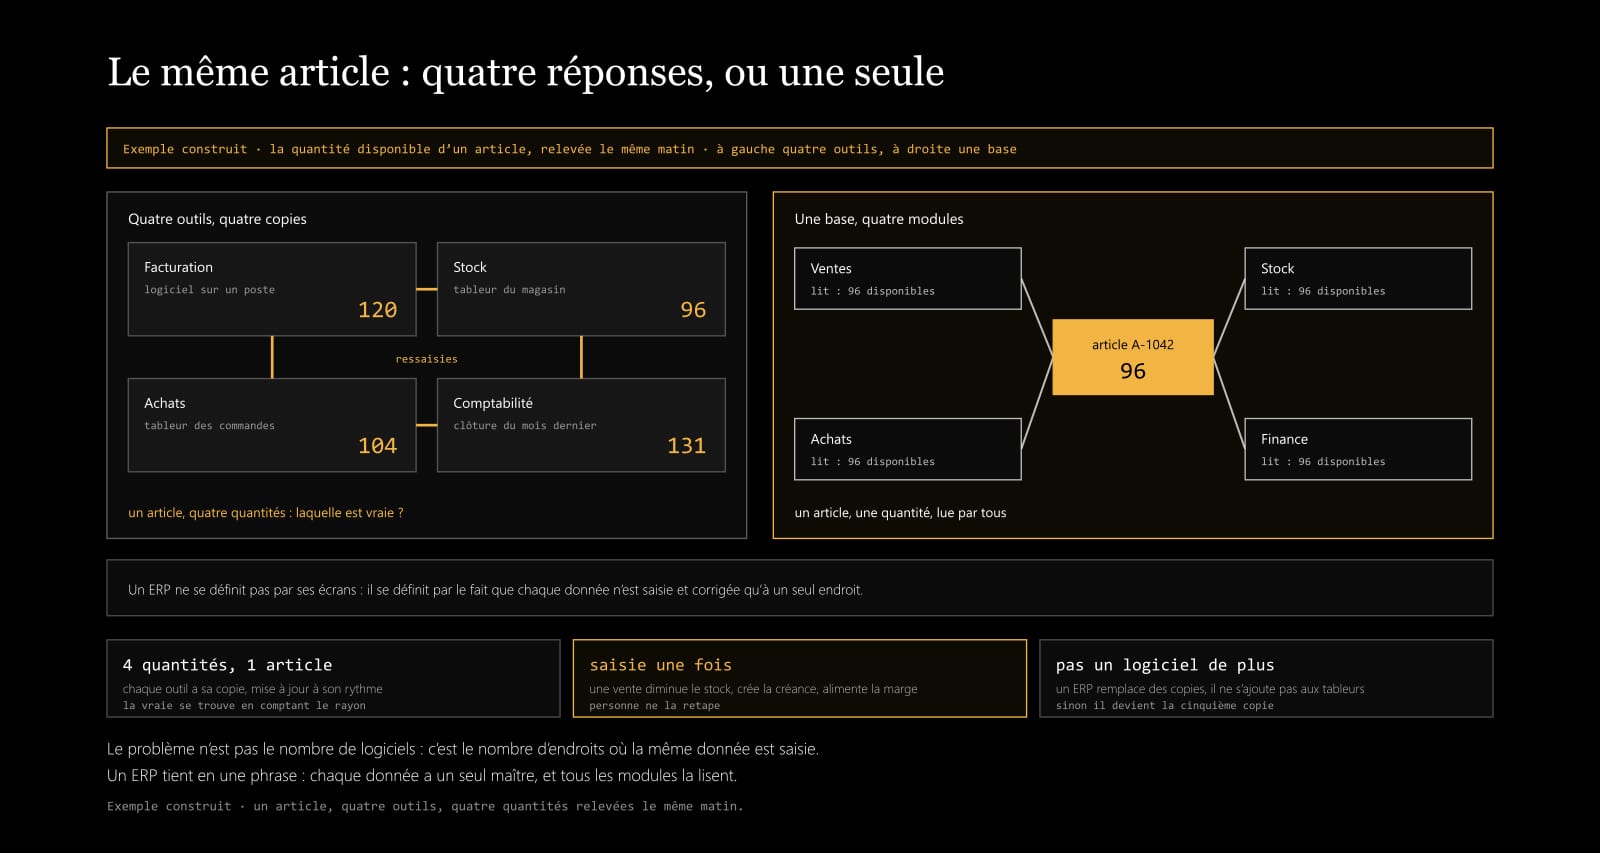 Le même article : quatre réponses, ou une seule
Exemple construit · la quantité disponible d’un article, relevée le même matin · à gauche quatre outils, à droite une base
Quatre outils, quatre copies
Facturation
logiciel sur un poste
120
Stock
tableur du magasin
96
ressaisies
Achats
tableur des commandes
104
Comptabilité
clôture du mois dernier
131
un article, quatre quantités : laquelle est vraie ?
Une base, quatre modules
Ventes
lit : 96 disponibles
Stock
lit : 96 disponibles
article A-1042
96
Achats
lit : 96 disponibles
Finance
lit : 96 disponibles
un article, une quantité, lue par tous
Un ERP ne se définit pas par ses écrans : il se définit par le fait que chaque donnée n’est saisie et corrigée qu’à un seul endroit.
4 quantités, 1 article
chaque outil a sa copie, mise à jour à son rythme
la vraie se trouve en comptant le rayon
saisie une fois
une vente diminue le stock, crée la créance, alimente la marge
personne ne la retape
pas un logiciel de plus
un ERP remplace des copies, il ne s’ajoute pas aux tableurs
sinon il devient la cinquième copie
Le problème n’est pas le nombre de logiciels : c’est le nombre d’endroits où la même donnée est saisie.
Un ERP tient en une phrase : chaque donnée a un seul maître, et tous les modules la lisent.
Exemple construit · un article, quatre outils, quatre quantités relevées le même matin.